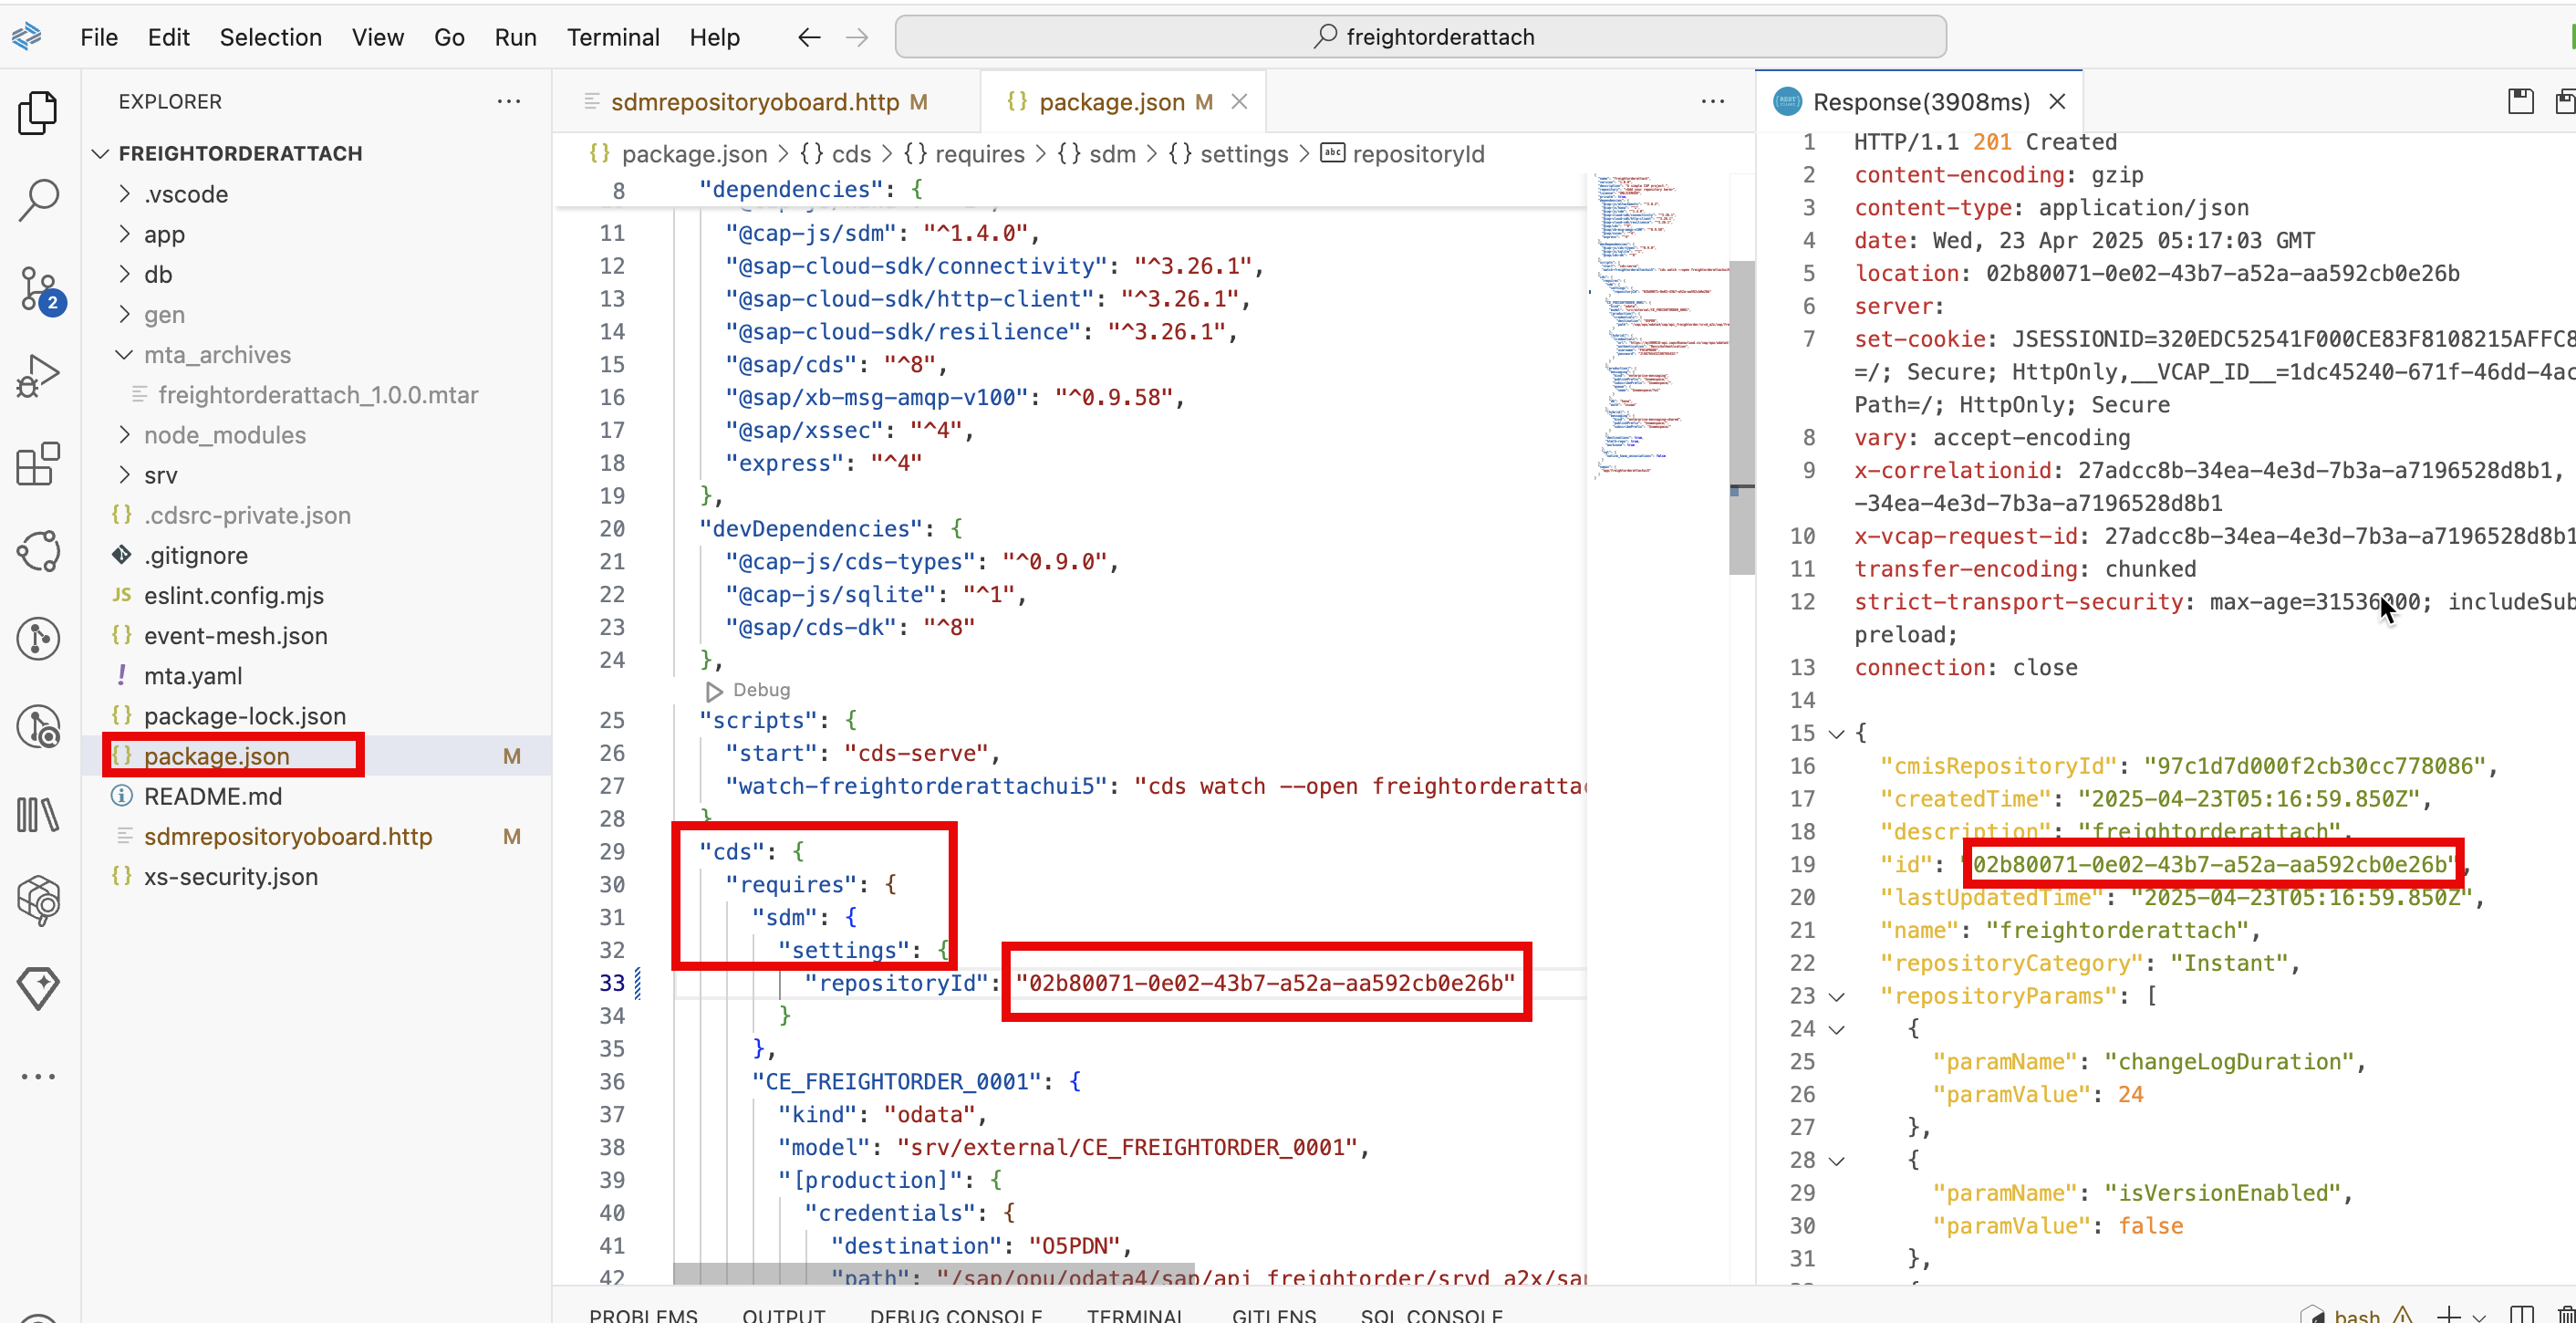 File Edit Selection View Go Run Terminal Help
freightorderattach
EXPLORER
FREIGHTORDERATTACH
.vscode
app
db
gen
mta_archives
freightorderattach_1.0.0.mtar
node_modules
srv
.cdsrc-private.json
.gitignore
JS eslint.config.mjs
event-mesh.json
! mta.yaml
package-lock.json
{} package.json M
README.md
sdmrepositoryoboard.http M
{} xs-security.json
2
sdmrepositoryoboard.http M
{} package.json M
{} package.json > {} cds > {} requires > {} sdm > {} settings > abc repositoryId
8 "dependencies": {
11 "@cap-js/sdm": "^1.4.0",
12 "@sap-cloud-sdk/connectivity": "^3.26.1",
13 "@sap-cloud-sdk/http-client": "^3.26.1",
14 "@sap-cloud-sdk/resilience": "^3.26.1",
15 "@sap/cds": "^8",
16 "@sap/xb-msg-amqp-v100": "^0.9.58",
17 "@sap/xssec": "^4",
18 "express": "^4"
19 },
20 "devDependencies": {
21 "@cap-js/cds-types": "^0.9.0",
22 "@cap-js/sqlite": "^1",
23 "@sap/cds-dk": "^8"
24 },
Debug
25 "scripts": {
26 "start": "cds-serve",
27 "watch-freightorderattachui5": "cds watch --open freightorderattac
28 }
29 "cds": {
30 "requires": {
31 "sdm": {
32 "settings": {
33 "repositoryId": "02b80071-0e02-43b7-a52a-aa592cb0e26b"
34 }
35 },
36 "CE_FREIGHTORDER_0001": {
37 "kind": "odata",
38 "model": "srv/external/CE_FREIGHTORDER_0001",
39 "[production]": {
40 "credentials": {
41 "destination": "O5PDN",
42 "path": "/sap/opu/odata4/sap/api_freightorder/srvd_a2x/sap
Response(3908ms)
1 HTTP/1.1 201 Created
2 content-encoding: gzip
3 content-type: application/json
4 date: Wed, 23 Apr 2025 05:17:03 GMT
5 location: 02b80071-0e02-43b7-a52a-aa592cb0e26b
6 server:
7 set-cookie: JSESSIONID=320EDC52541F000CE83F8108215AFFC8
=/; Secure; HttpOnly,__VCAP_ID__=1dc45240-671f-46dd-4ac
Path=/; HttpOnly; Secure
8 vary: accept-encoding
9 x-correlationid: 27adcc8b-34ea-4e3d-7b3a-a7196528d8b1,
-34ea-4e3d-7b3a-a7196528d8b1
10 x-vcap-request-id: 27adcc8b-34ea-4e3d-7b3a-a7196528d8b1
11 transfer-encoding: chunked
12 strict-transport-security: max-age=31536000; includeSub
preload;
13 connection: close
14
15 {
16 "cmisRepositoryId": "97c1d7d000f2cb30cc778086",
17 "createdTime": "2025-04-23T05:16:59.850Z",
18 "description": "freightorderattach",
19 "id": "02b80071-0e02-43b7-a52a-aa592cb0e26b",
20 "lastUpdatedTime": "2025-04-23T05:16:59.850Z",
21 "name": "freightorderattach",
22 "repositoryCategory": "Instant",
23 "repositoryParams": [
24 {
25 "paramName": "changeLogDuration",
26 "paramValue": 24
27 },
28 {
29 "paramName": "isVersionEnabled",
30 "paramValue": false
31 },
PROBLEMS OUTPUT DEBUG CONSOLE TERMINAL GITLENS SQL CONSOLE
bash